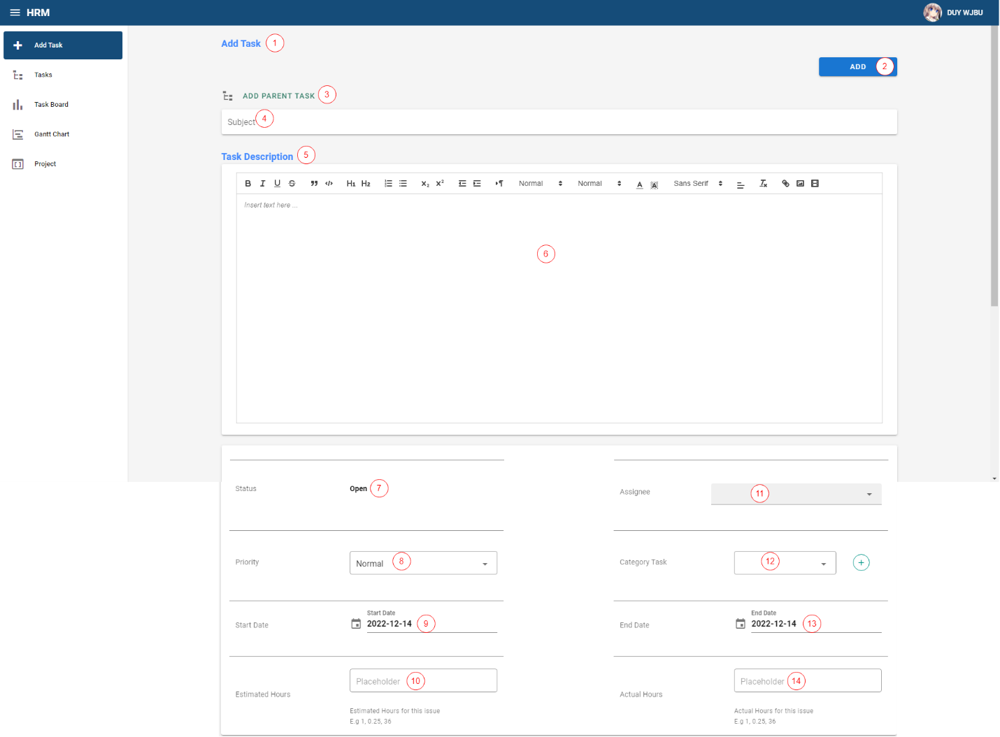 HRM
DUY WJBU
Add Task
Tasks
Task Board
Gantt Chart
Project
Add Task 1
ADD 2
ADD PARENT TASK 3
Subject 4
Task Description 5
B I U S H1 H2 X2 X2 Normal Normal A A Sans Serif Tx
Insert text here ...
6
Status Open 7
Assignee 11
Priority Normal 8
Category Task 12 +
Start Date
Start Date
2022-12-14 9
End Date
End Date
2022-12-14 13
Estimated Hours
Placeholder 10
Estimated Hours for this issue
E.g 1, 0.25, 36
Actual Hours
Placeholder 14
Actual Hours for this issue
E.g 1, 0.25, 36